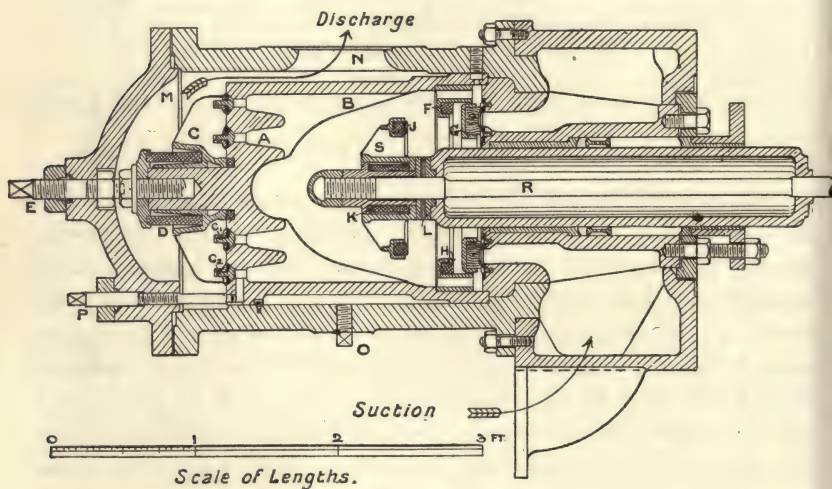 Discharge
N
M
B
F
G
C
A
J
S
E
R
D
K
L
C₁
C₂
H
P
O
Suction
0 1 2 3 FT.
Scale of Lengths.